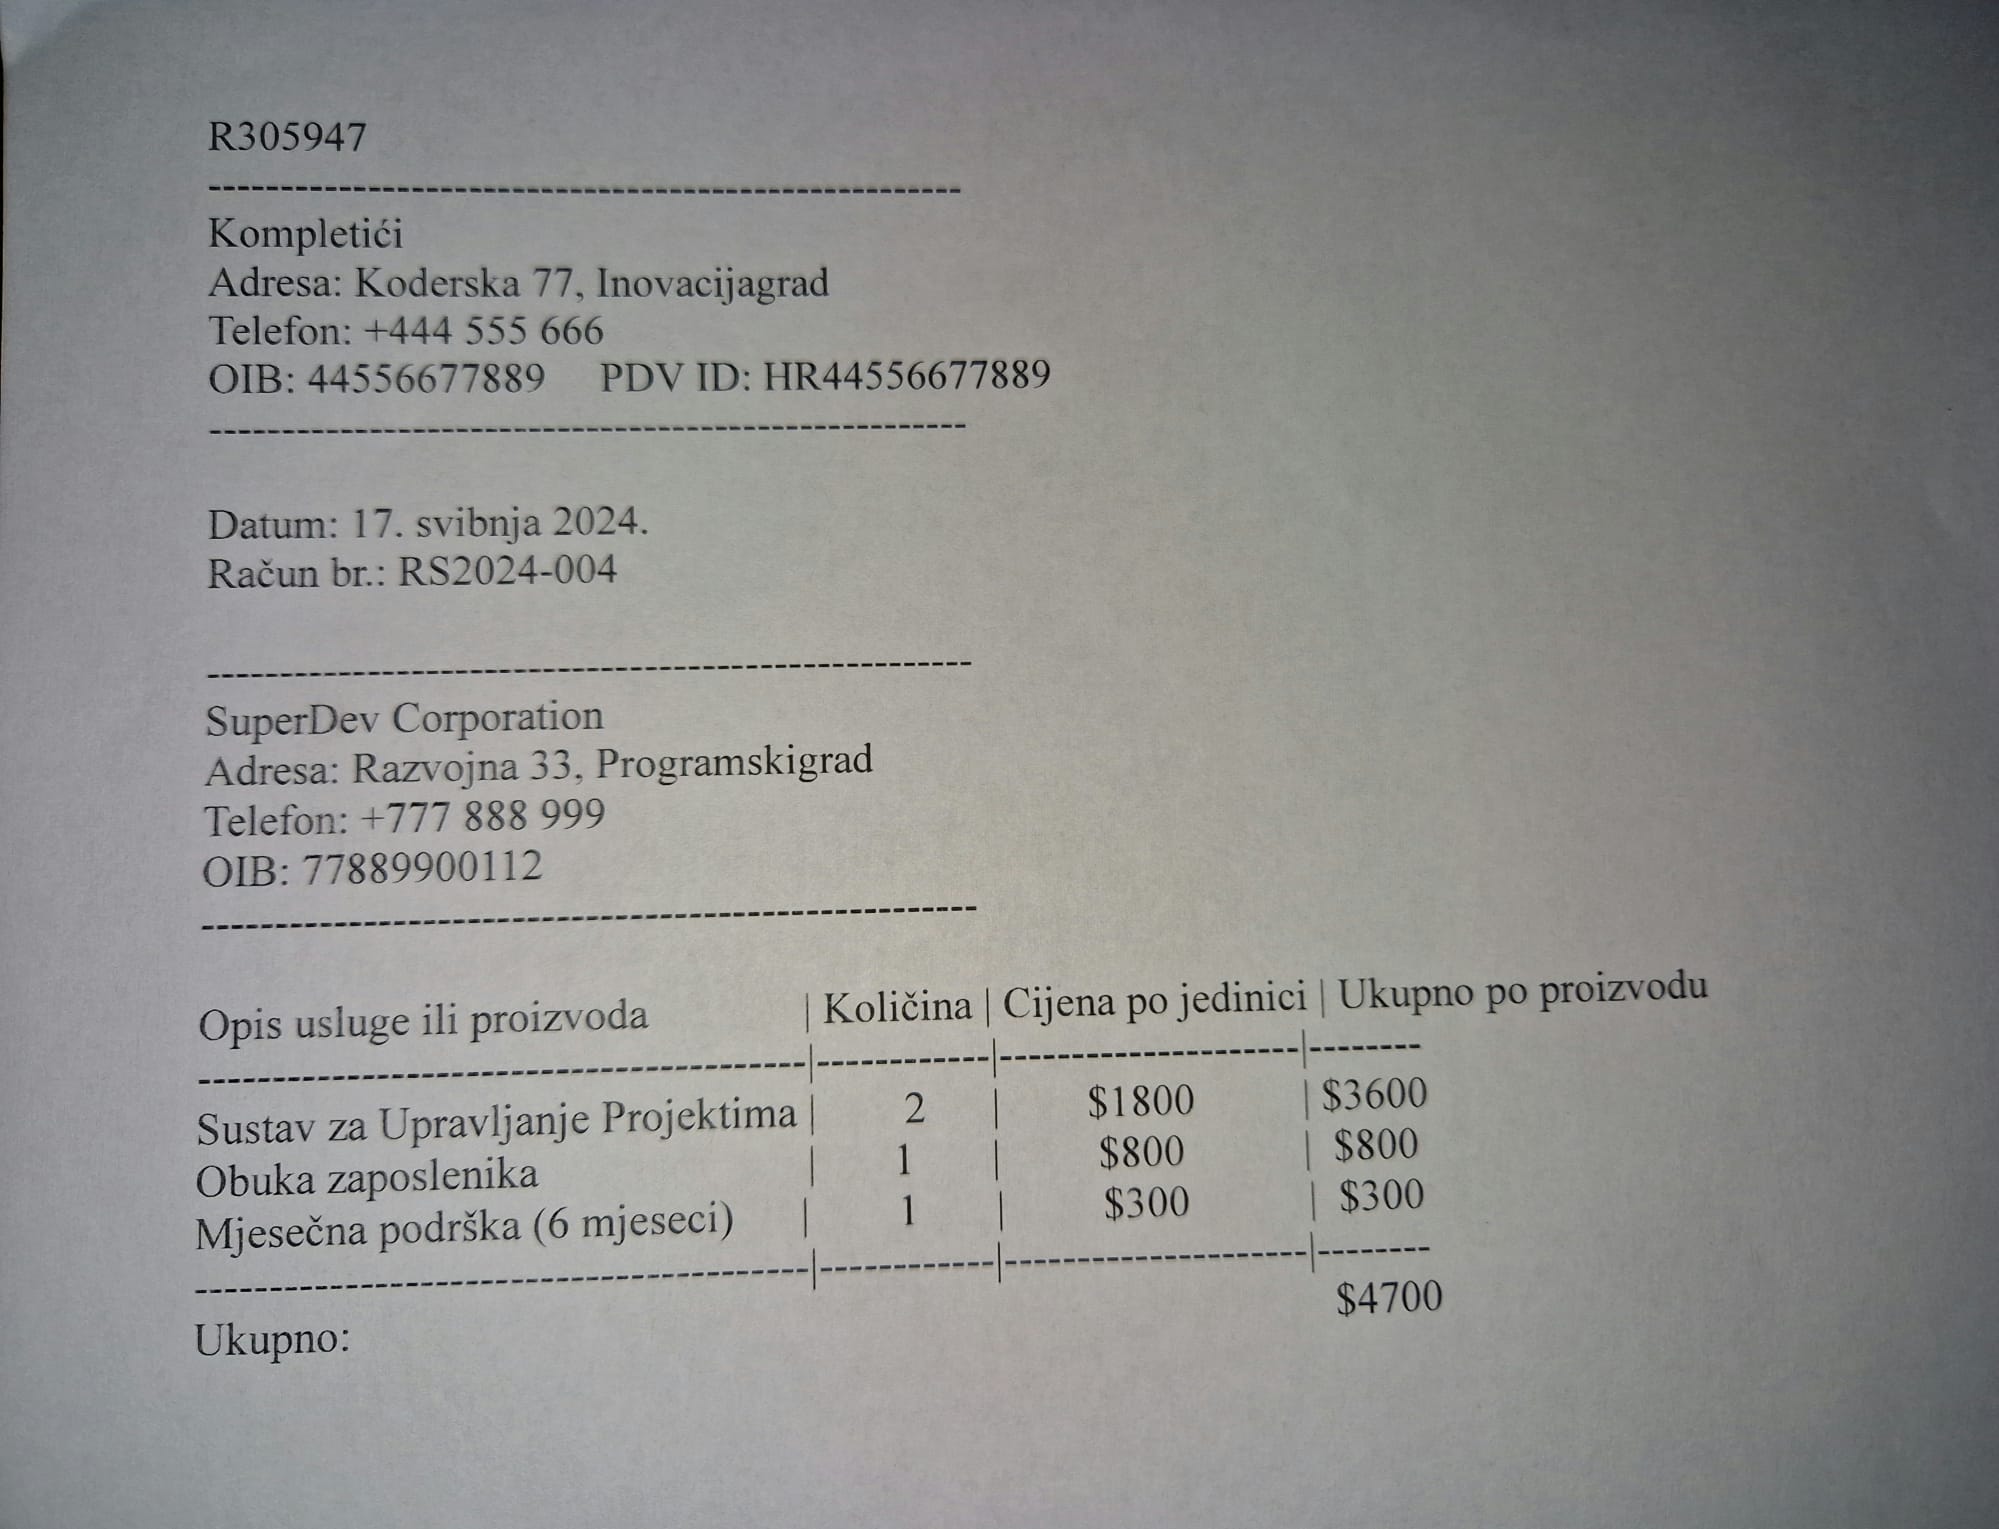 R305947
----------------------------------------------------
Kompletići
Adresa: Koderska 77, Inovacijagrad
Telefon: +444 555 666
OIB: 44556677889 PDV ID: HR44556677889
----------------------------------------------------
Datum: 17. svibnja 2024.
Račun br.: RS2024-004
----------------------------------------------------
SuperDev Corporation
Adresa: Razvojna 33, Programskigrad
Telefon: +777 888 999
OIB: 77889900112
----------------------------------------------------
Opis usluge ili proizvoda | Količina | Cijena po jedinici | Ukupno po proizvodu
-----------------------------------------|------------|---------------------|--------
Sustav za Upravljanje Projektima | 2 | $1800 | $3600
Obuka zaposlenika | 1 | $800 | $800
Mjesečna podrška (6 mjeseci) | 1 | $300 | $300
-----------------------------------------|------------|---------------------|--------
Ukupno: $4700